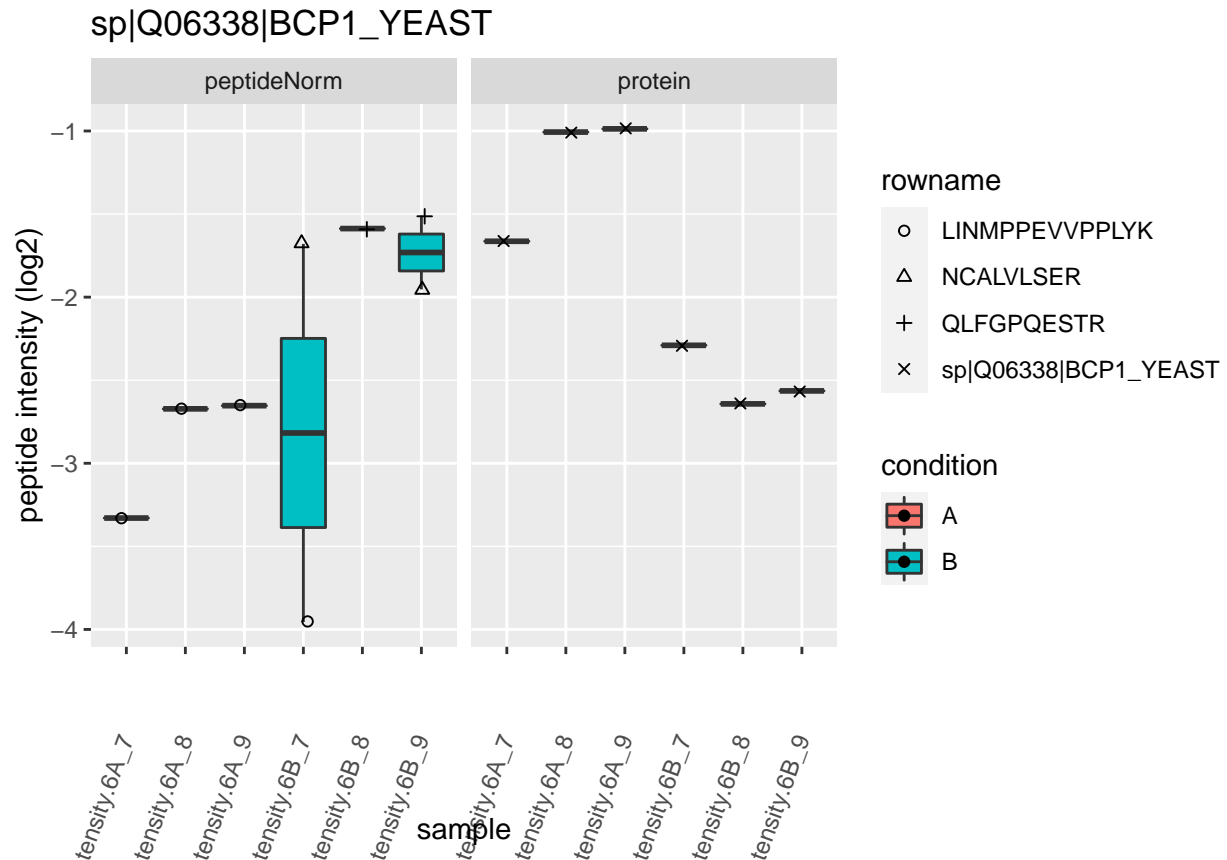 sp|Q06338|BCP1_YEAST
peptideNorm
protein
−1
−2
−3
−4
peptide intensity (log2)
tensity.6A_7
tensity.6A_8
tensity.6A_9
tensity.6B_7
tensity.6B_8
tensity.6B_9
tensity.6A_7
tensity.6A_8
tensity.6A_9
tensity.6B_7
tensity.6B_8
tensity.6B_9
sample
rowname
LINMPPEVVPPLYK
NCALVLSER
QLFGPQESTR
sp|Q06338|BCP1_YEAST
condition
A
B